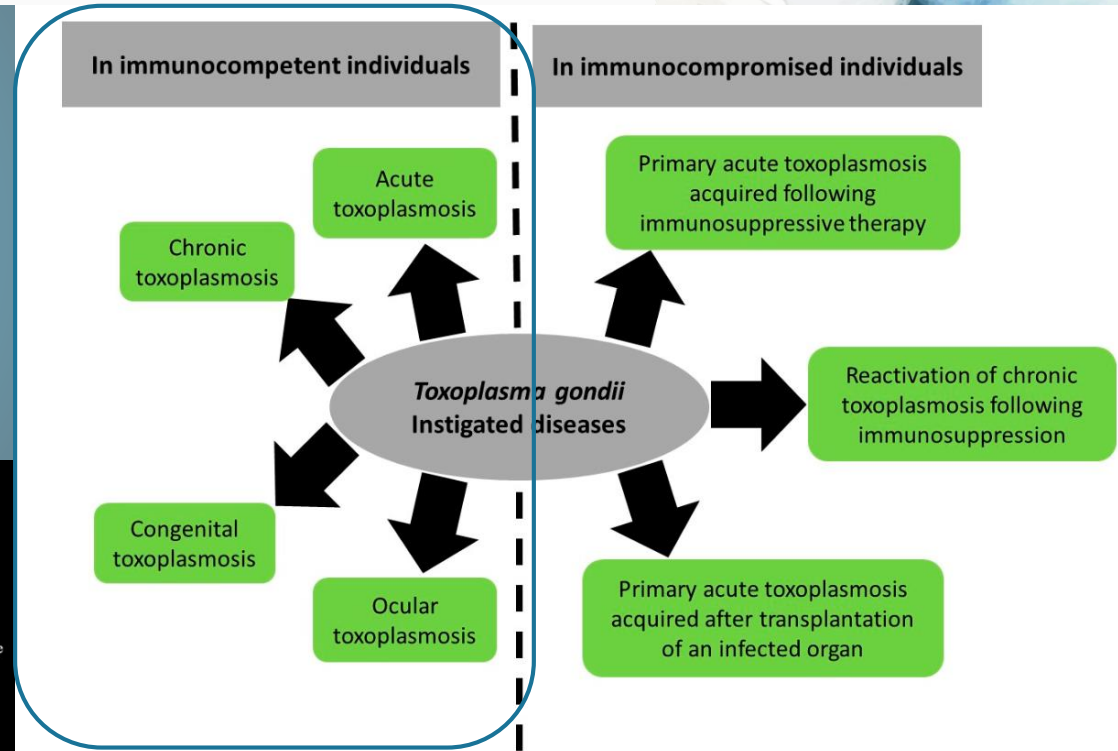 In immunocompetent individuals
In immunocompromised individuals
Acute
toxoplasmosis
Chronic
toxoplasmosis
Primary acute toxoplasmosis
acquired following
immunosuppressive therapy
Toxoplasma gondii
Instigated diseases
Reactivation of chronic
toxoplasmosis following
immunosuppression
Congenital
toxoplasmosis
Ocular
toxoplasmosis
Primary acute toxoplasmosis
acquired after transplantation
of an infected organ